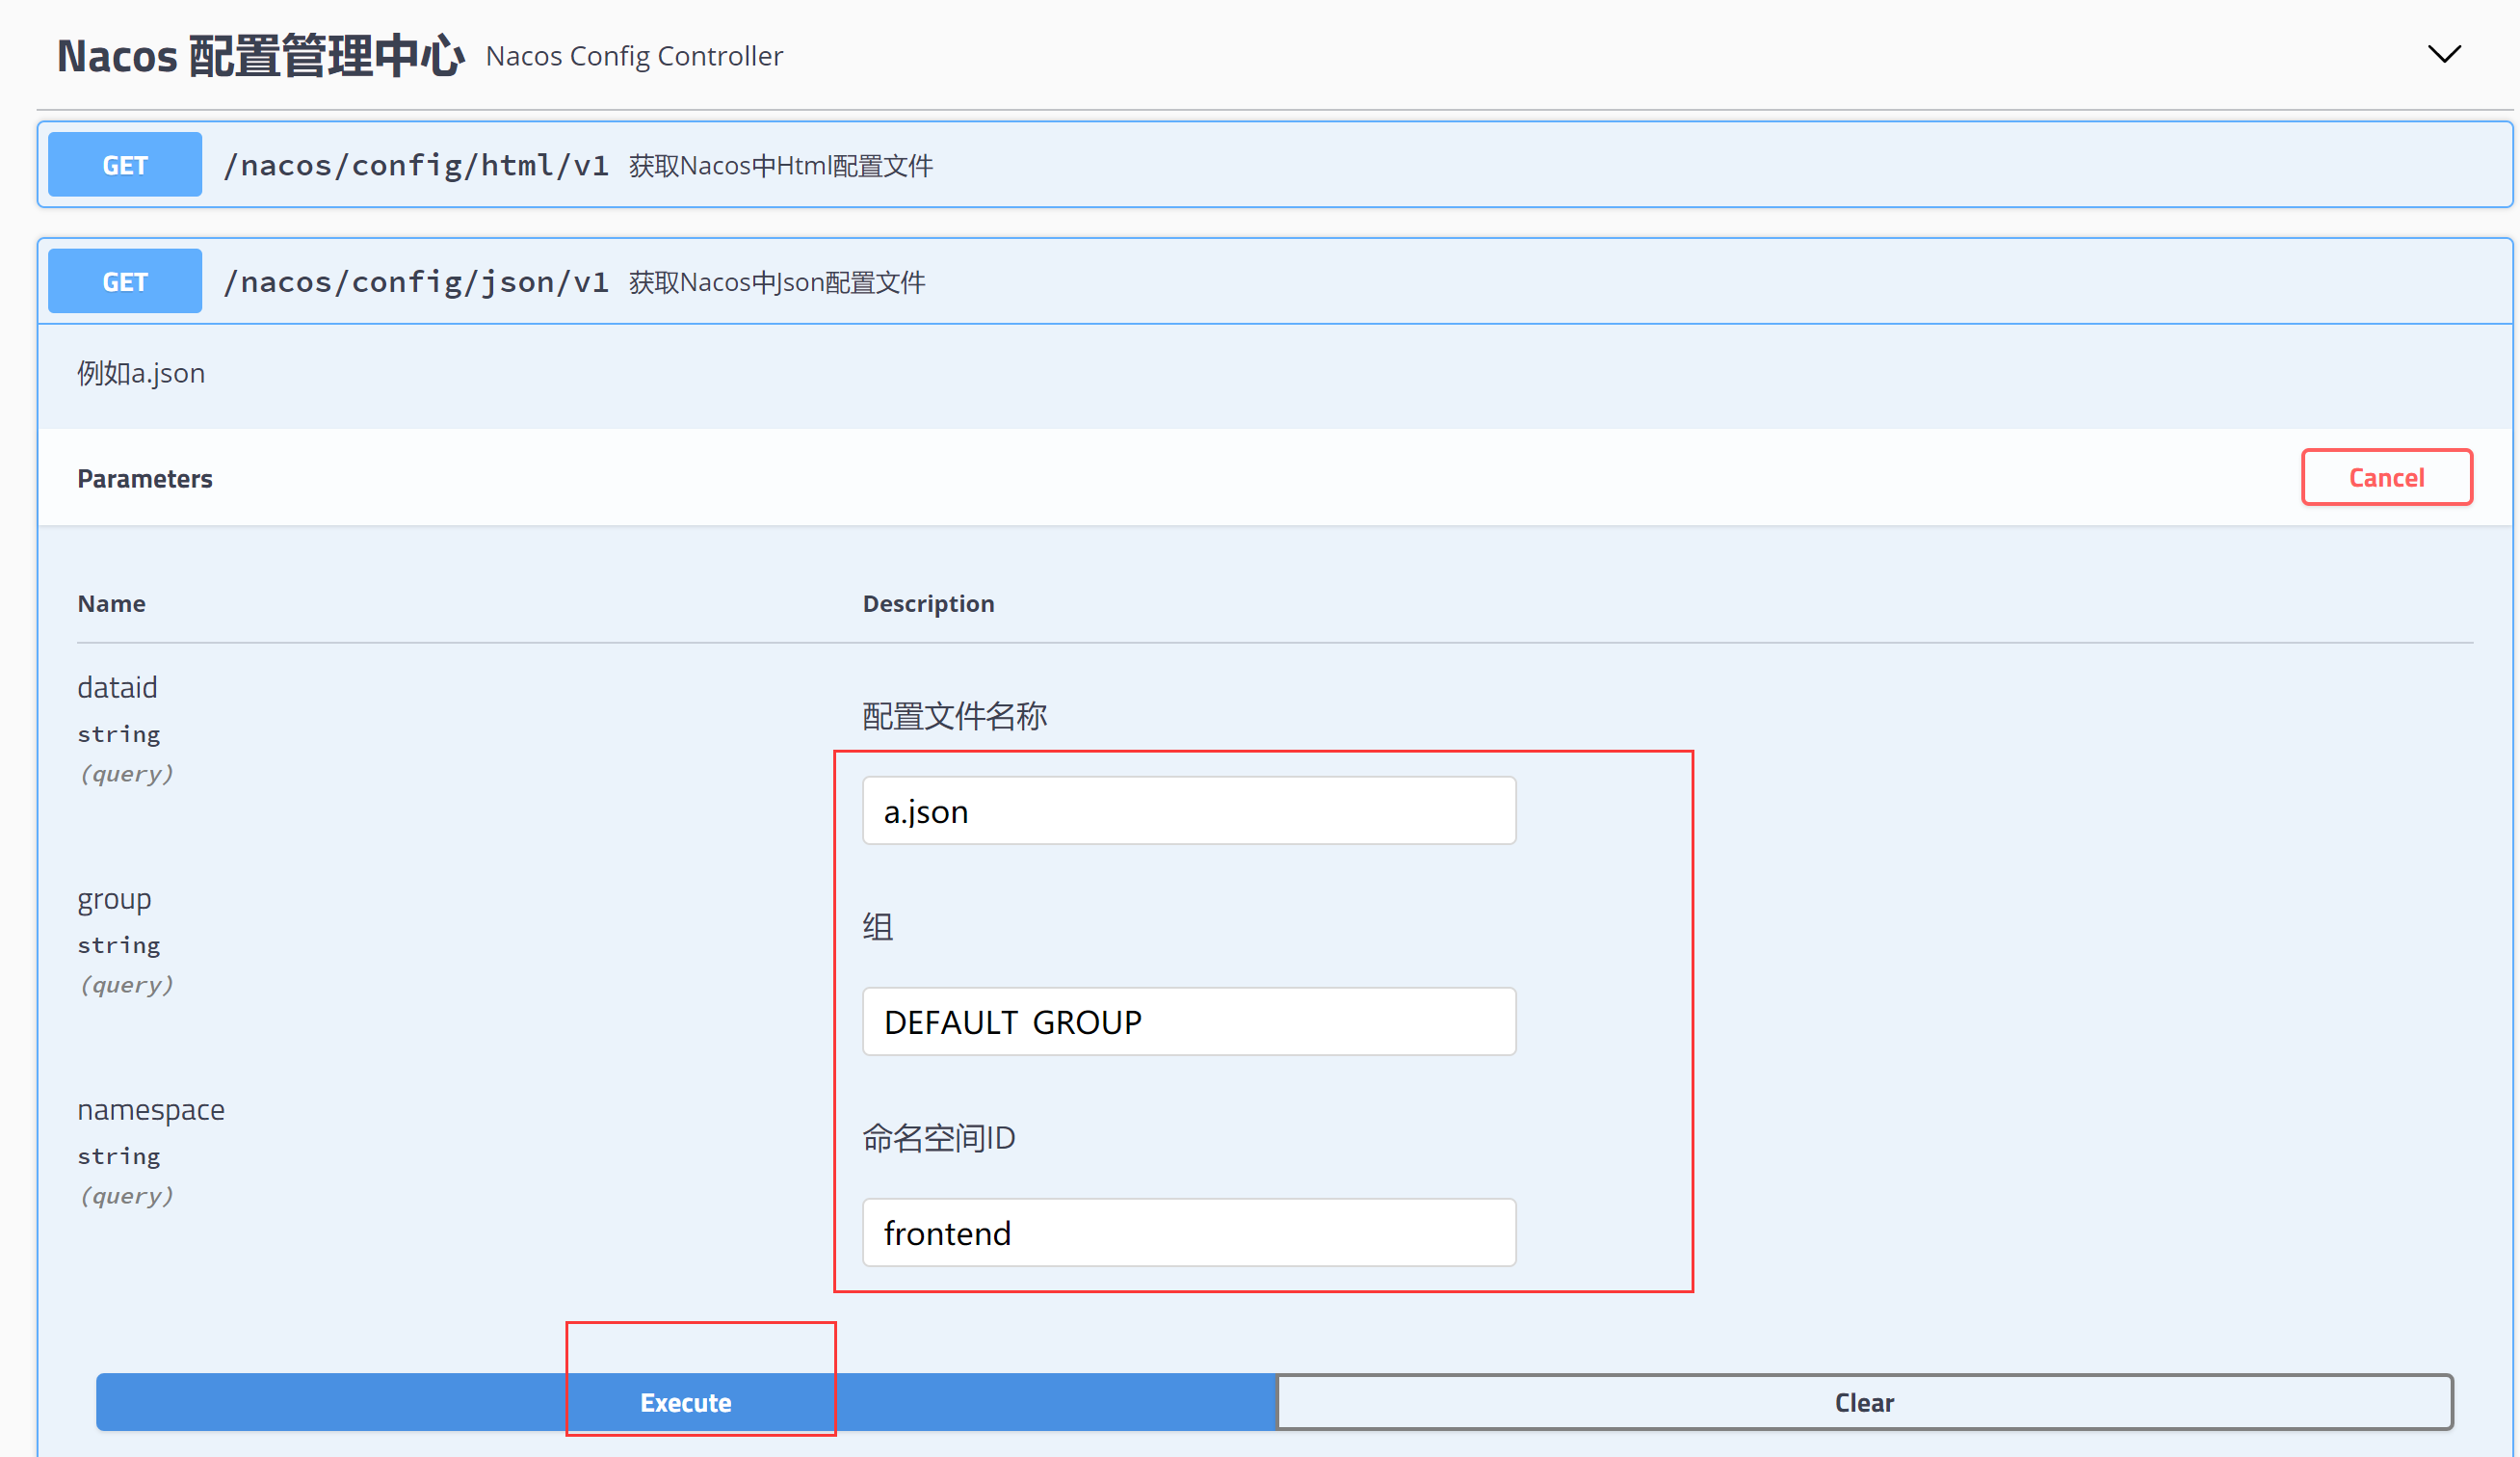 Nacos 配置管理中心 Nacos Config Controller
GET /nacos/config/html/v1 获取Nacos中Html配置文件
GET /nacos/config/json/v1 获取Nacos中Json配置文件
例如a.json
Parameters Cancel
Name Description
dataid
string
(query)
配置文件名称
a.json
group
string
(query)
组
DEFAULT GROUP
namespace
string
(query)
命名空间ID
frontend
Execute Clear